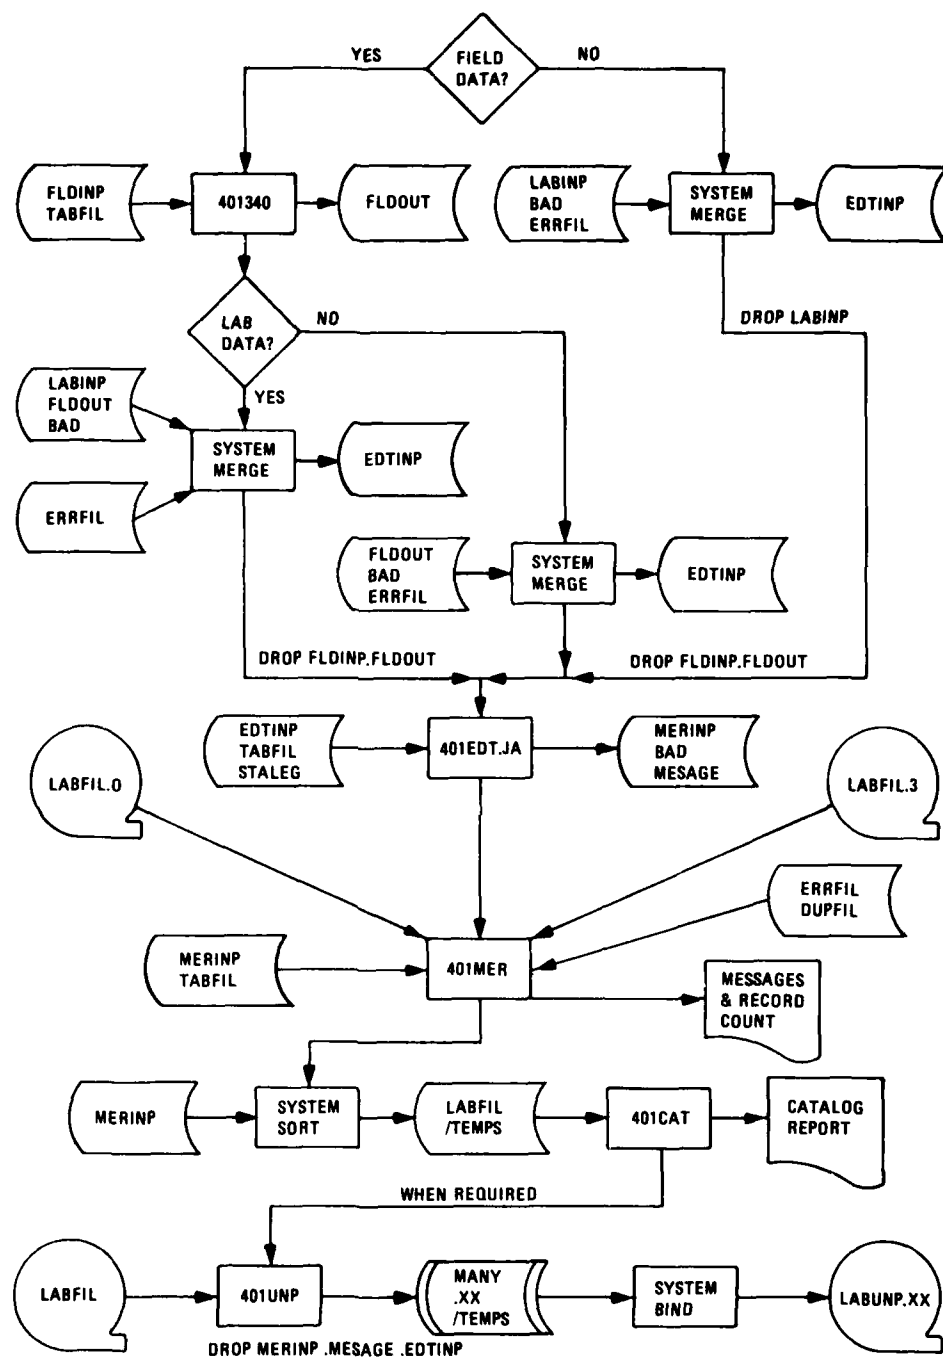 YES
FIELD
DATA?
NO
FLDINP
TABFIL
401340
FLDOUT
LABINP
BAD
ERRFIL
SYSTEM
MERGE
EDTINP
LAB
DATA?
NO
DROP LABINP
YES
LABINP
FLDOUT
BAD
SYSTEM
MERGE
EDTINP
ERRFIL
FLDOUT
BAD
ERRFIL
SYSTEM
MERGE
EDTINP
DROP FLDINP.FLDOUT
DROP FLDINP.FLDOUT
EDTINP
TABFIL
STALEG
401EDT.JA
MERINP
BAD
MESAGE
LABFIL.0
LABFIL.3
ERRFIL
DUPFIL
MERINP
TABFIL
401MER
MESSAGES
& RECORD
COUNT
MERINP
SYSTEM
SORT
LABFIL
/TEMPS
401CAT
CATALOG
REPORT
WHEN REQUIRED
LABFIL
401UNP
MANY
.XX
/TEMPS
SYSTEM
BIND
LABUNP.XX
DROP MERINP .MESAGE .EDTINP